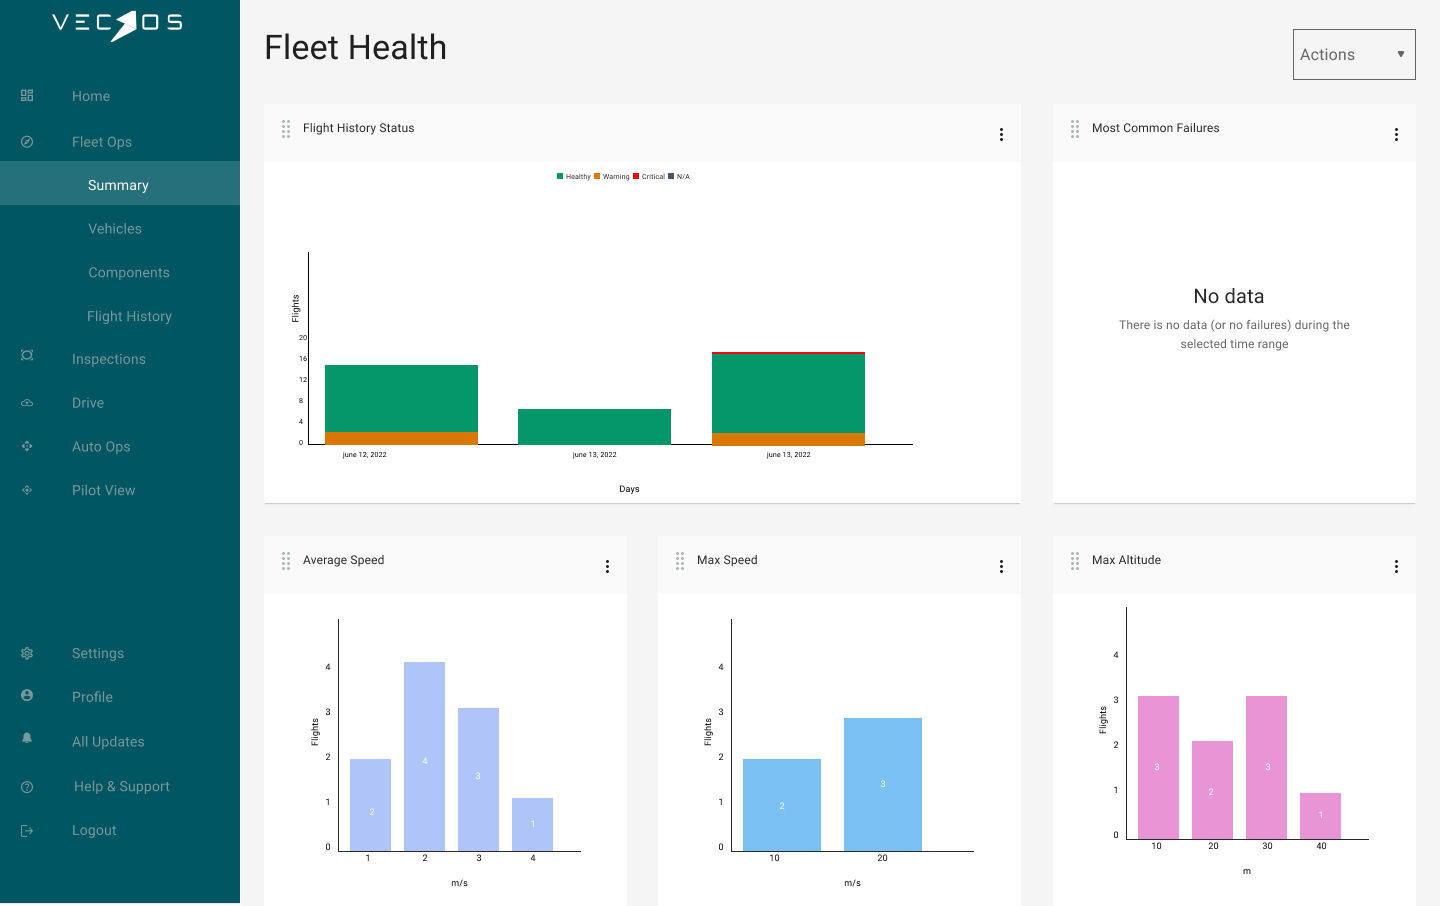 VECROS
Home
Fleet Ops
Summary
Vehicles
Components
Flight History
Inspections
Drive
Auto Ops
Pilot View
Settings
Profile
All Updates
Help & Support
Logout
Fleet Health
Actions
Flight History Status
Healthy Warning Critical N/A
Flights
20
16
12
8
4
0
june 12, 2022 june 13, 2022 june 13, 2022
Days
Most Common Failures
No data
There is no data (or no failures) during the
selected time range
Average Speed
Flights
4
3
2
1
0
2 4 3 1
1 2 3 4
m/s
Max Speed
Flights
4
3
2
1
0
2 3
10 20
m/s
Max Altitude
Flights
4
3
2
1
0
3 2 3 1
10 20 30 40
m